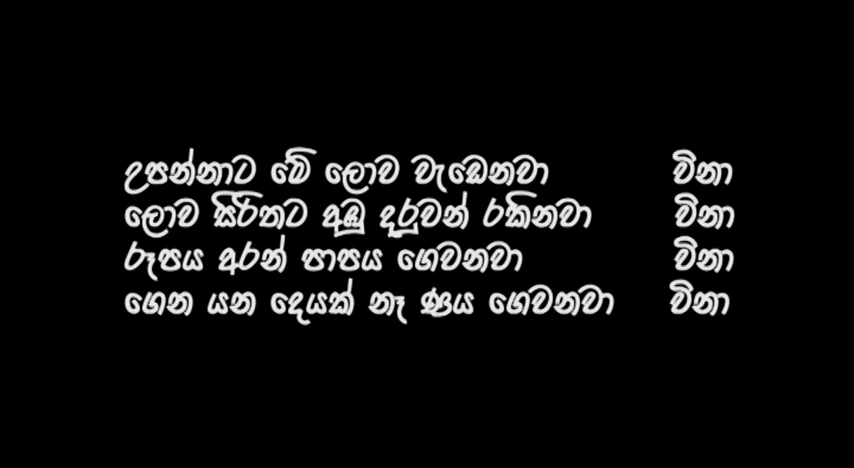 උපන්නාට මේ ලොව වැඩෙනවා විනා
ලොව සිරිතට අඹු දරුවන් රකිනවා විනා
රූපය අරන් පාපය ගෙවනවා විනා
ගෙන යන දෙයක් නෑ ණය ගෙවනවා විනා